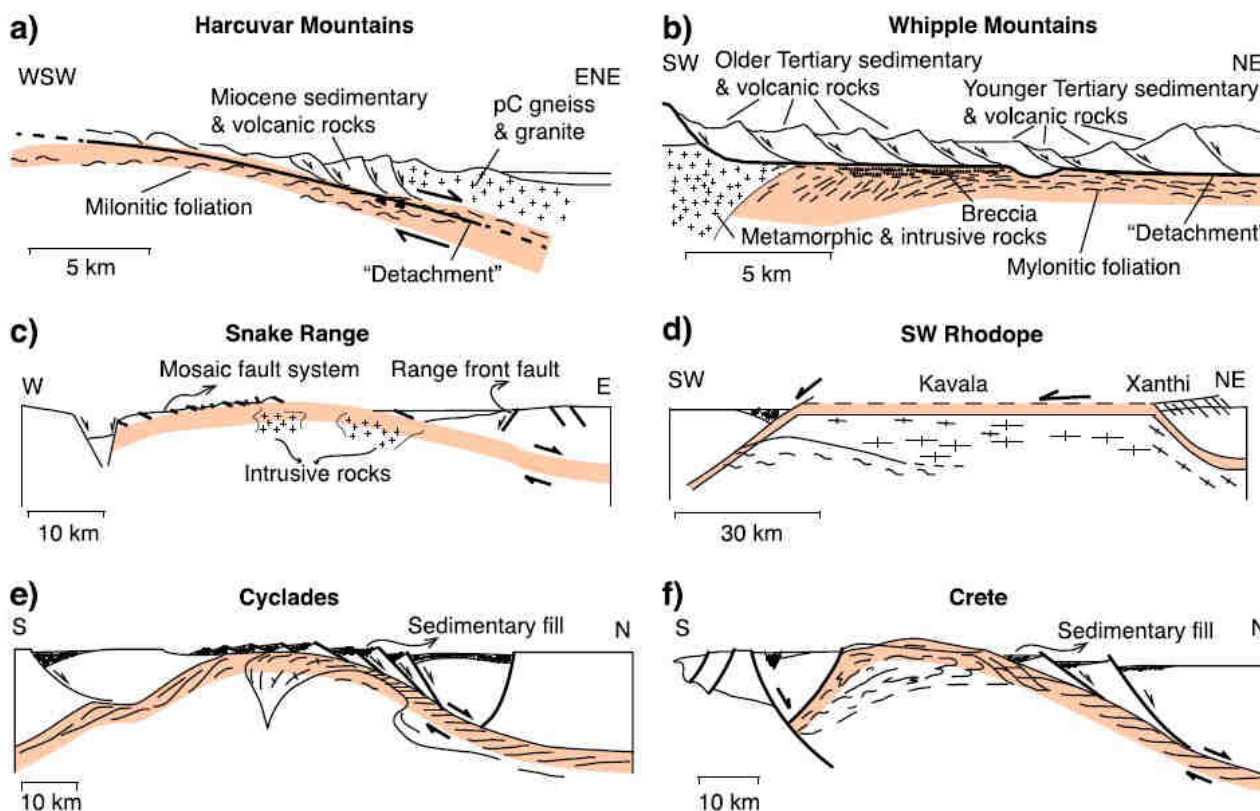 a)
Harcuvar Mountains
WSW
ENE
Miocene sedimentary
& volcanic rocks
pC gneiss
& granite
Milonitic foliation
5 km
“Detachment”
b)
Whipple Mountains
SW
NE
Older Tertiary sedimentary
& volcanic rocks
Younger Tertiary sedimentary
& volcanic rocks
Breccia
Metamorphic & intrusive rocks
“Detachment”
5 km
Mylonitic foliation
c)
Snake Range
W
E
Mosaic fault system
Range front fault
Intrusive rocks
10 km
d)
SW Rhodope
SW
Kavala
Xanthi
NE
30 km
e)
Cyclades
S
N
Sedimentary fill
10 km
f)
Crete
S
N
Sedimentary fill
10 km